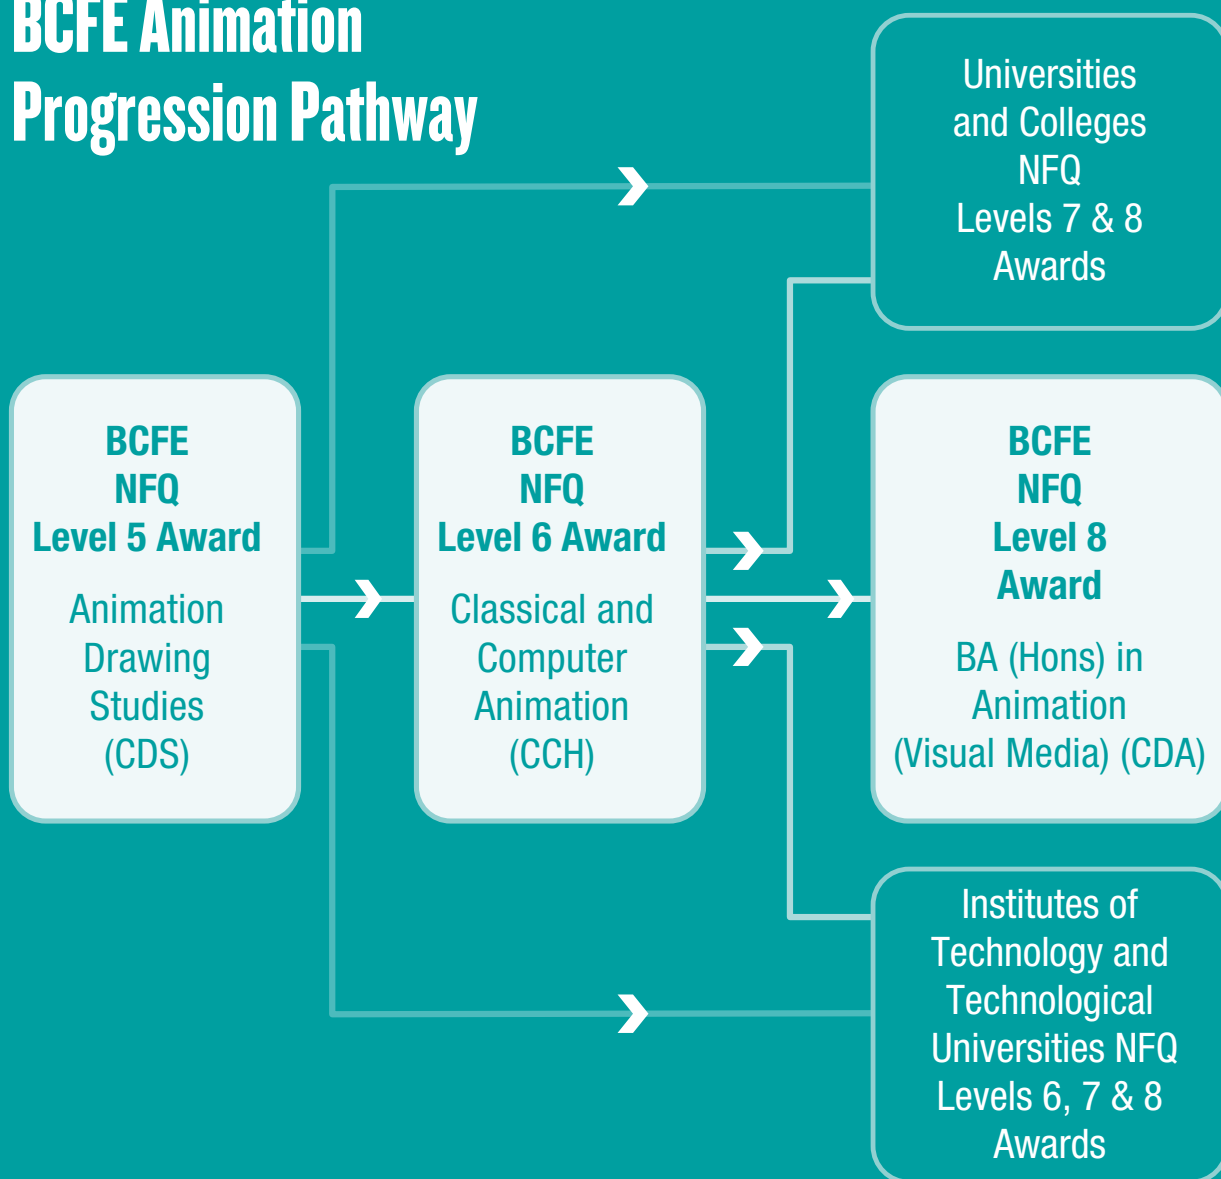 BCFE Animation
Progression Pathway
Universities
and Colleges
NFQ
Levels 7 & 8
Awards
BCFE
NFQ
Level 5 Award
Animation
Drawing
Studies
(CDS)
BCFE
NFQ
Level 6 Award
Classical and
Computer
Animation
(CCH)
BCFE
NFQ
Level 8
Award
BA (Hons) in
Animation
(Visual Media) (CDA)
Institutes of
Technology and
Technological
Universities NFQ
Levels 6, 7 & 8
Awards